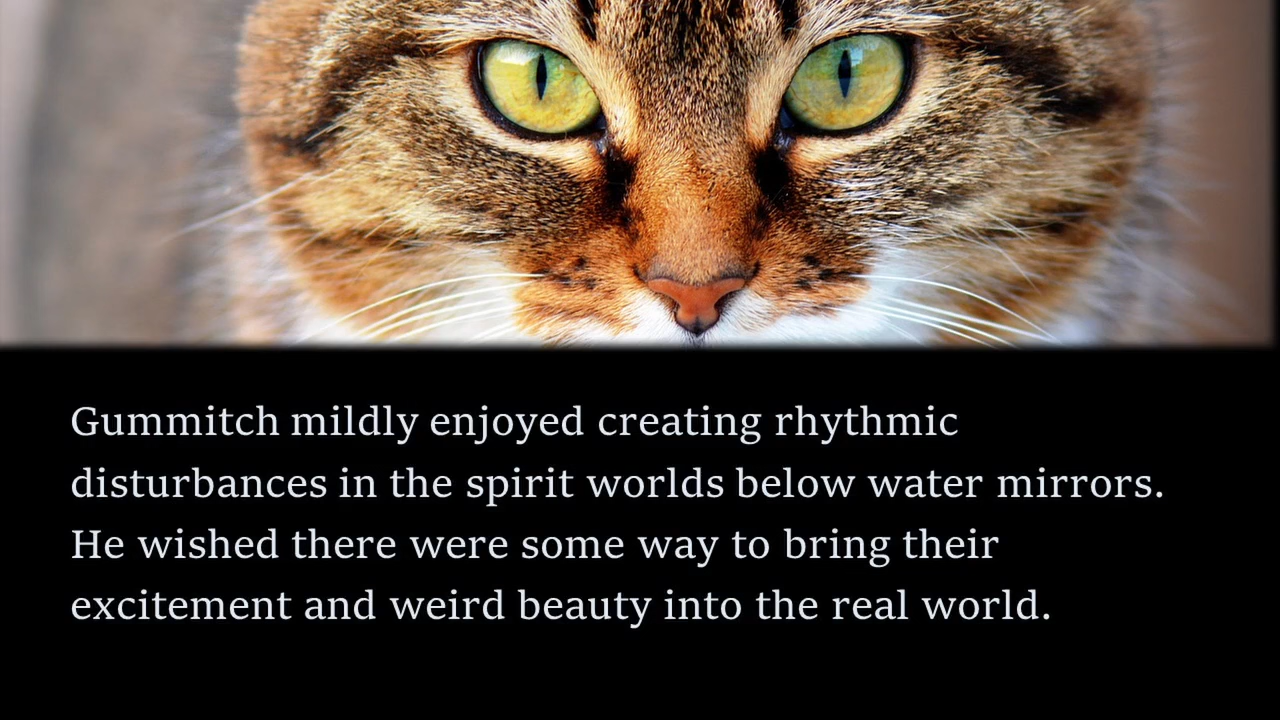 Gummitch mildly enjoyed creating rhythmic
disturbances in the spirit worlds below water mirrors.
He wished there were some way to bring their
excitement and weird beauty into the real world.